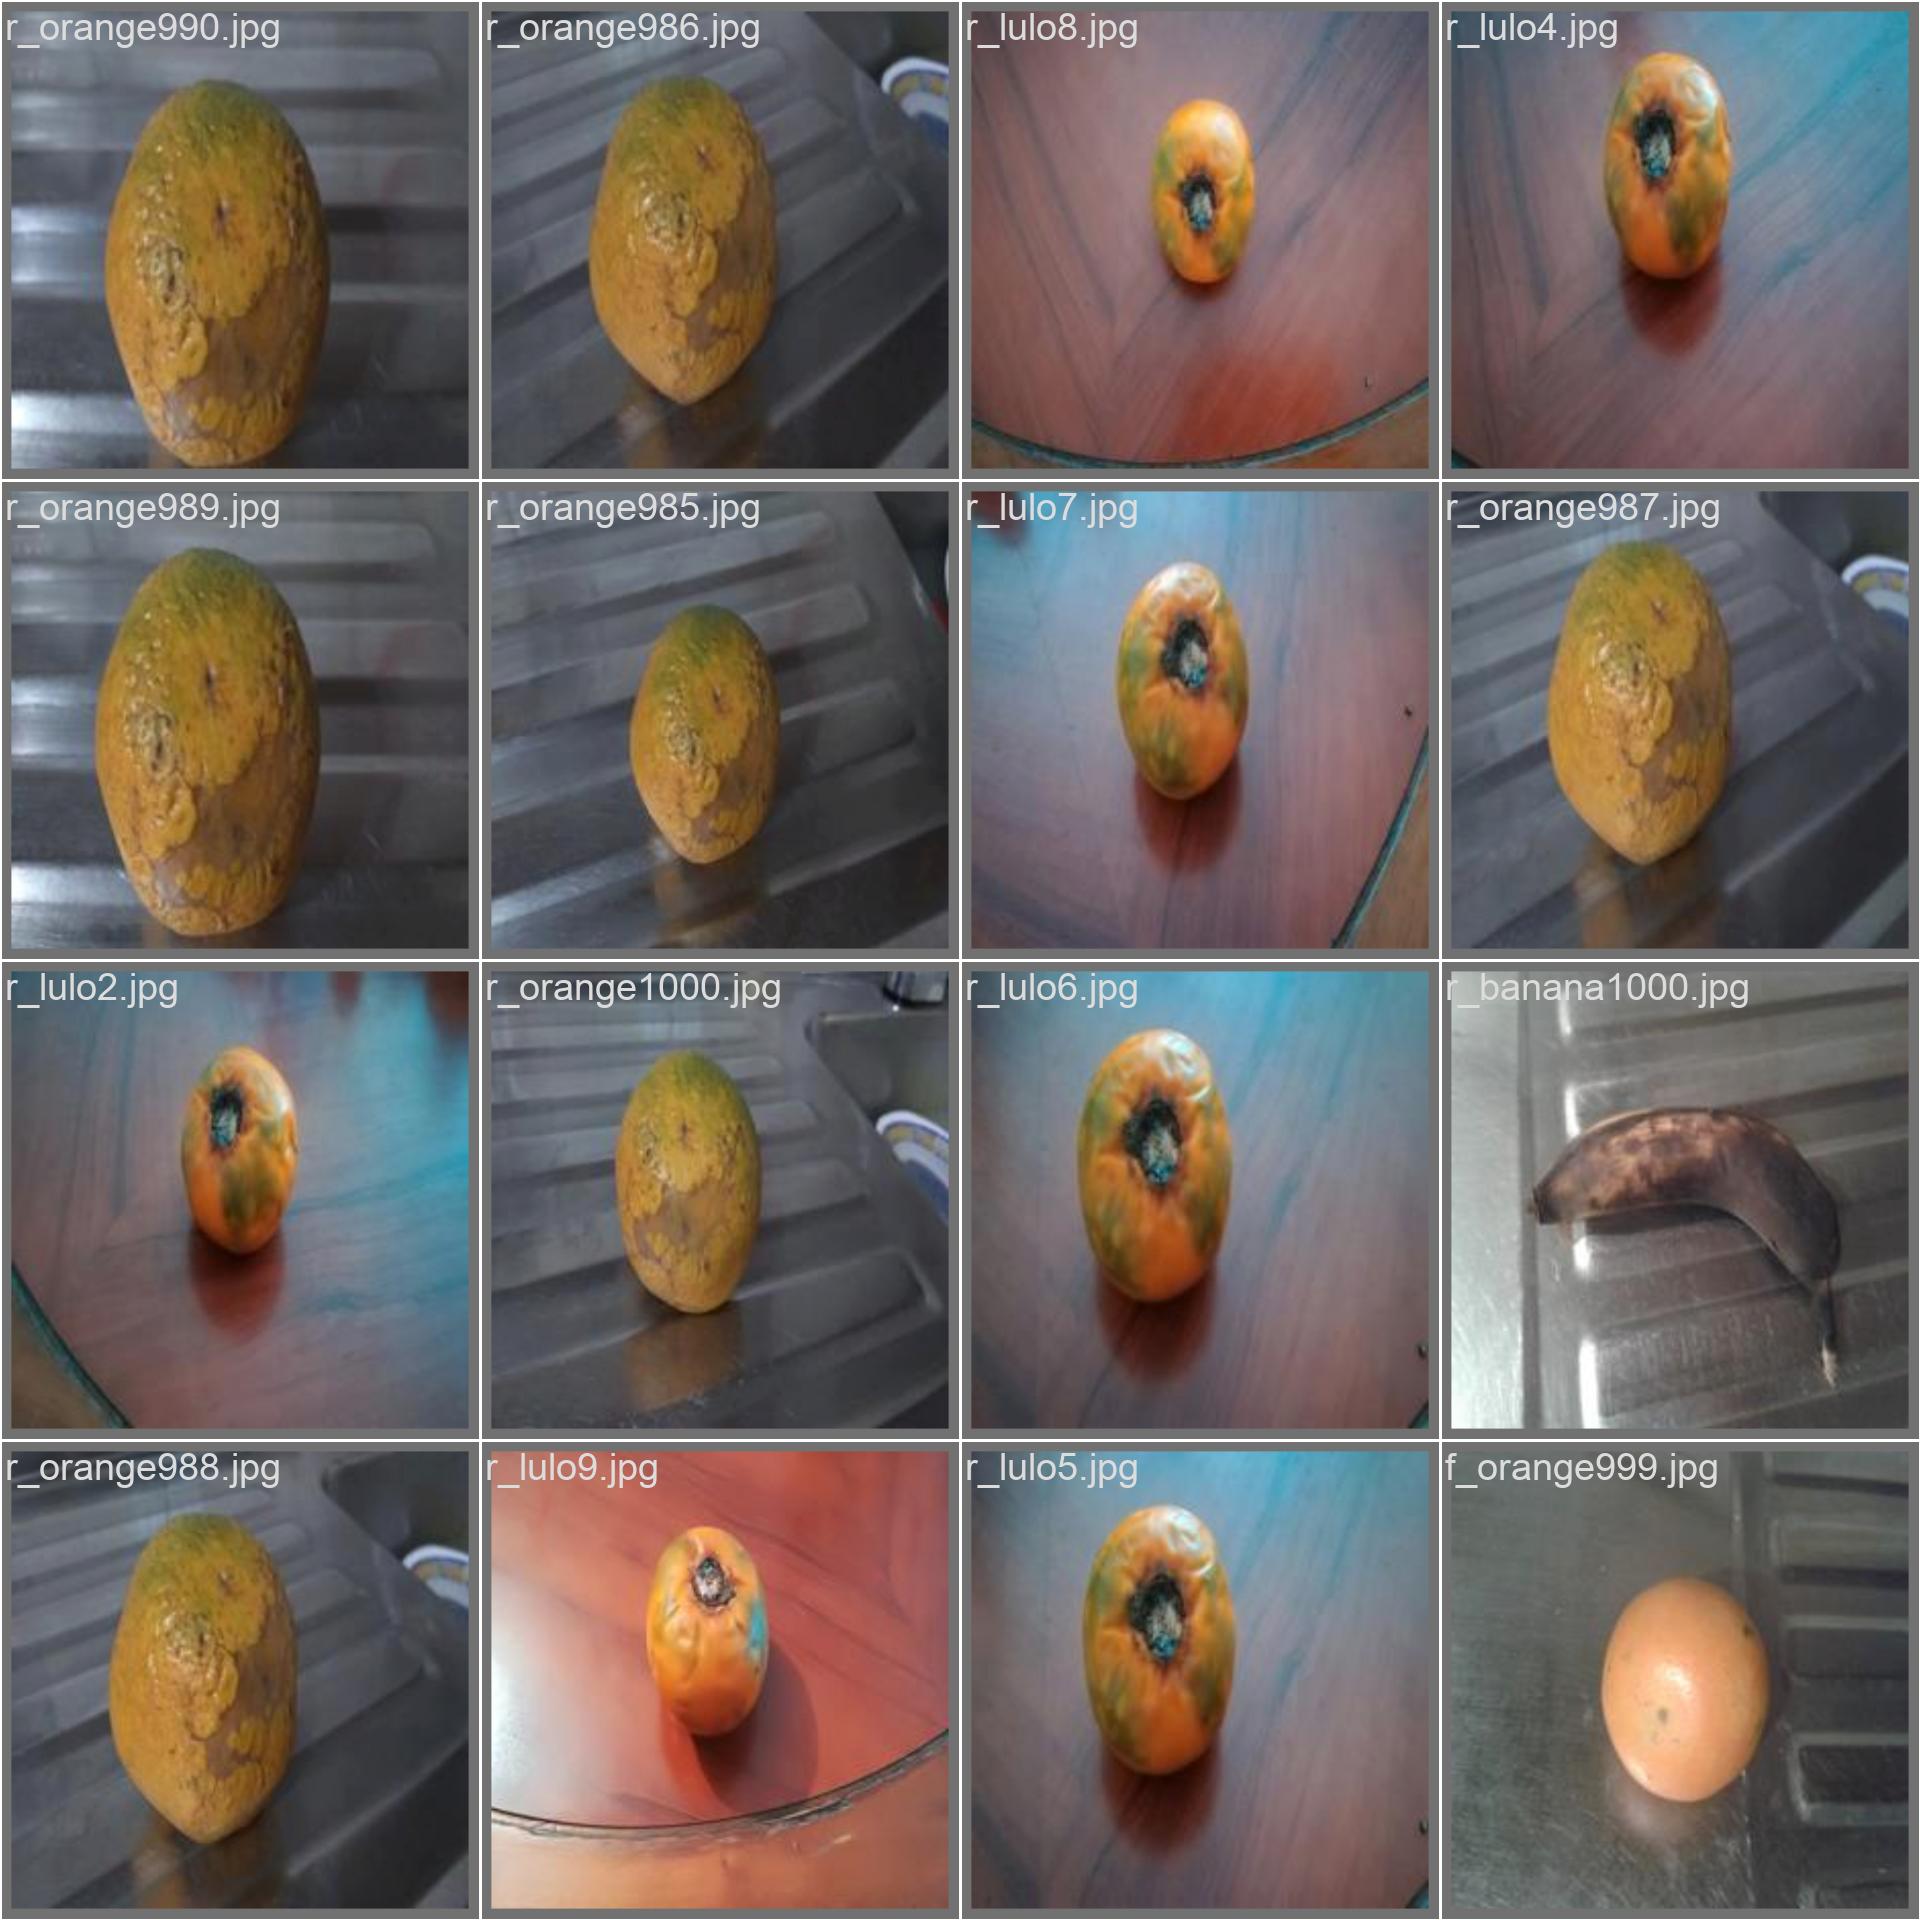 r_orange990.jpg
r_orange986.jpg
r_lulo8.jpg
r_lulo4.jpg
r_orange989.jpg
r_orange985.jpg
r_lulo7.jpg
r_orange987.jpg
r_lulo2.jpg
r_orange1000.jpg
r_lulo6.jpg
r_banana1000.jpg
r_orange988.jpg
r_lulo9.jpg
r_lulo5.jpg
f_orange999.jpg